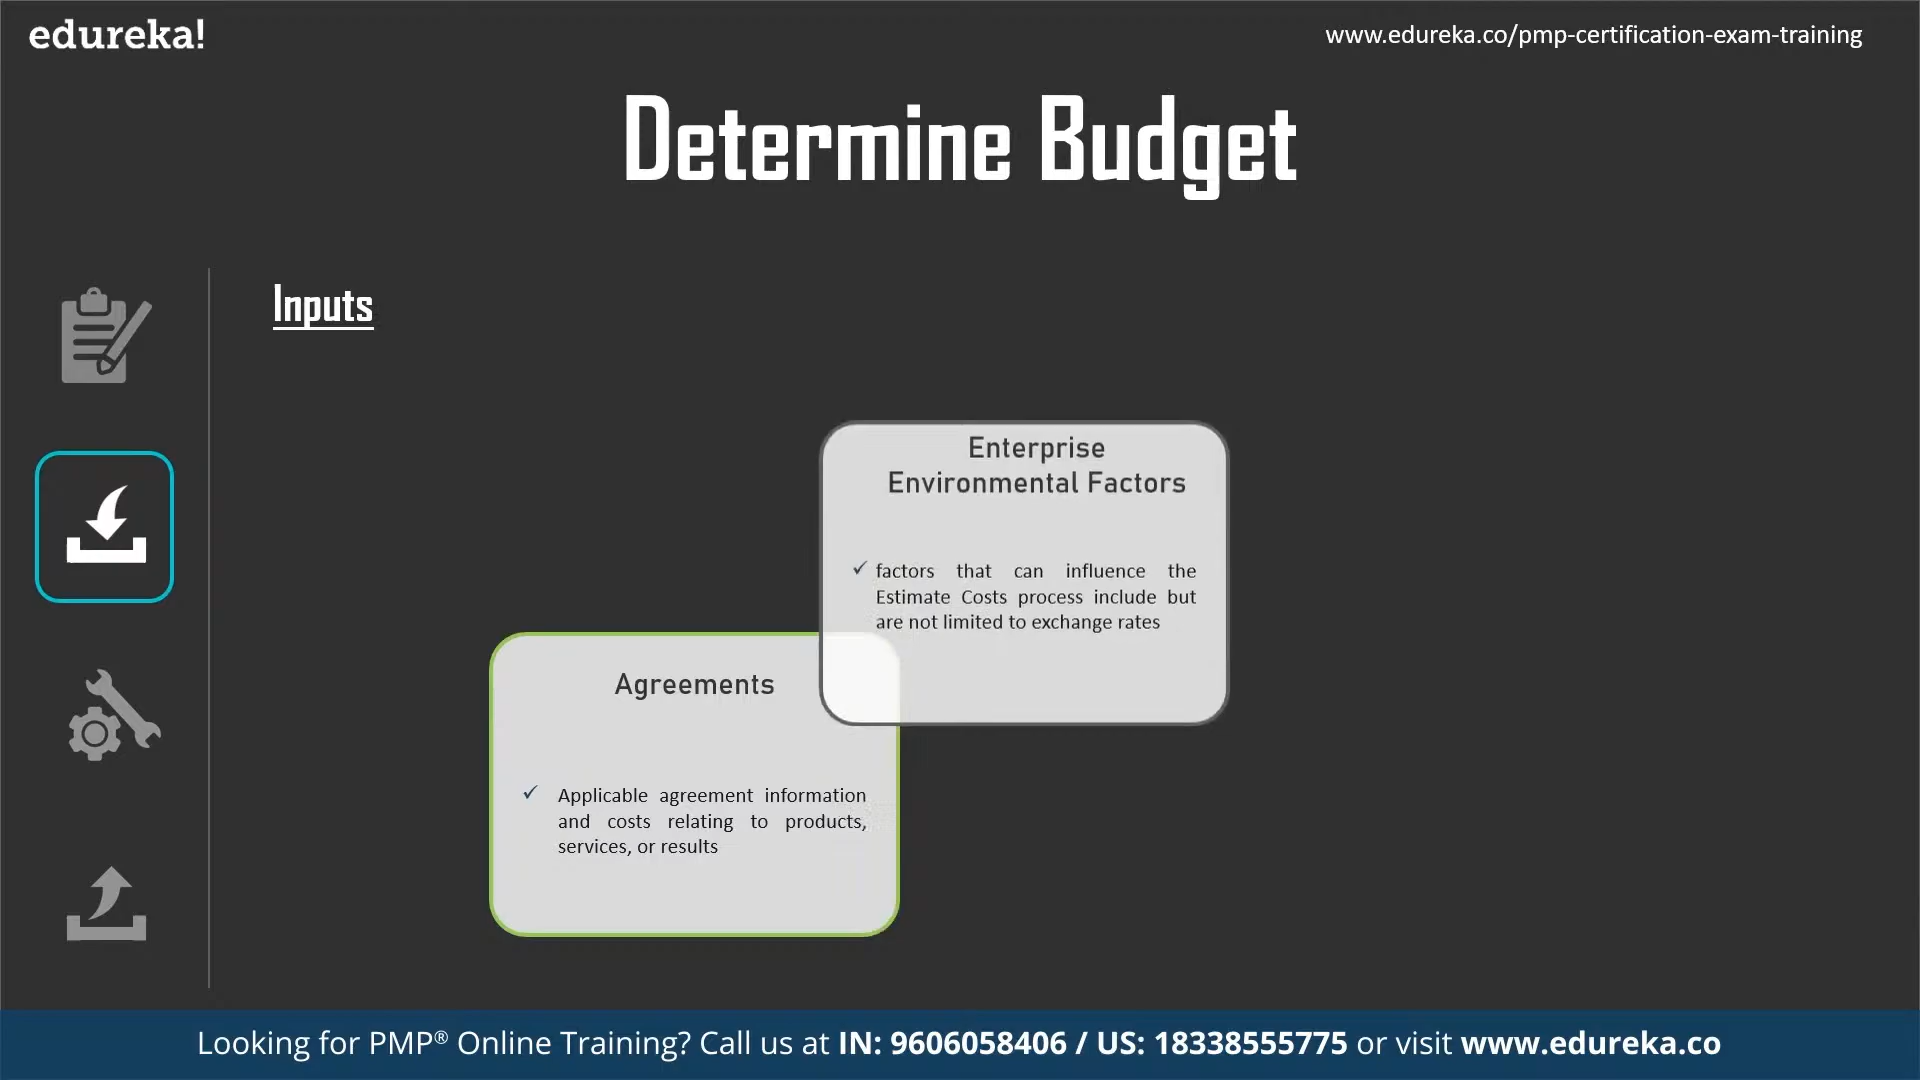 edureka!
www.edureka.co/pmp-certification-exam-training
Determine Budget
Inputs
Enterprise
Environmental Factors
✓ factors that can influence the
Estimate Costs process include but
are not limited to exchange rates
Agreements
✓ Applicable agreement information
and costs relating to products,
services, or results
Looking for PMP® Online Training? Call us at IN: 9606058406 / US: 18338555775 or visit www.edureka.co